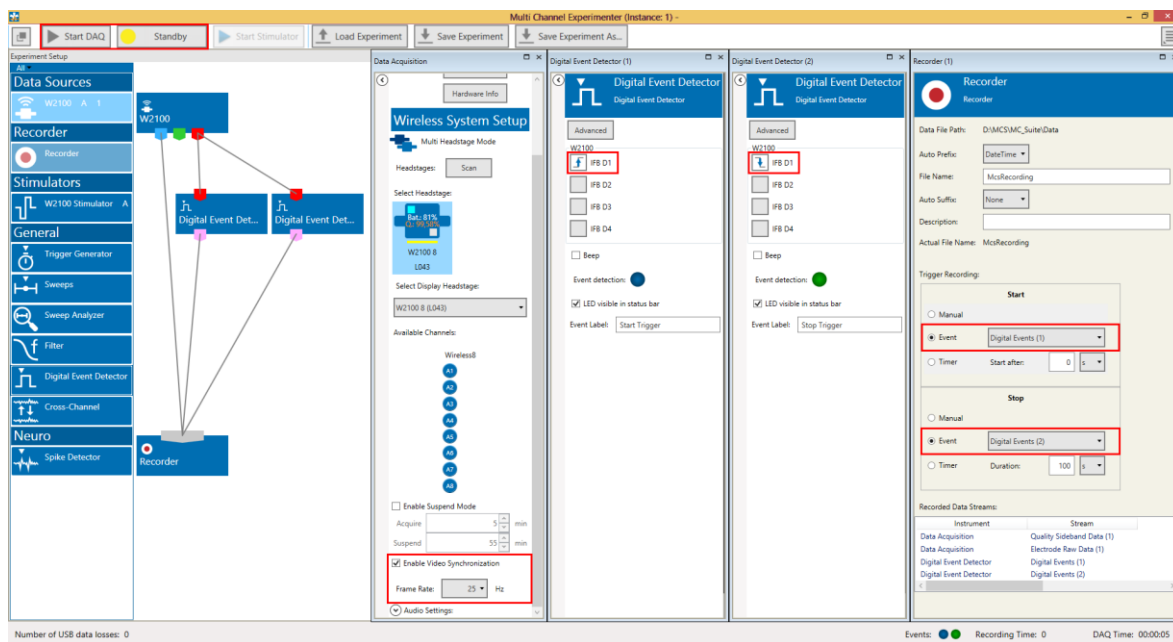 Multi Channel Experimenter (Instance: 1) -
Start DAQ
Standby
Start Stimulator
Load Experiment
Save Experiment
Save Experiment As...
Experiment Setup
All
Data Sources
W2100 A 1
Recorder
Recorder
Stimulators
W2100 Stimulator A
General
Trigger Generator
Sweeps
Sweep Analyzer
Filter
Digital Event Detector
Cross-Channel
Neuro
Spike Detector
W2100
Digital Event Det...
Digital Event Det...
Recorder
Data Acquisition
Hardware Info
Wireless System Setup
Multi Headstage Mode
Headstages:
Scan
Select Headstage:
Bat.: 81%
Q: 99,58%
W2100 8
L043
Select Display Headstage:
W2100 8 (L043)
Available Channels:
Wireless8
A1
A2
A3
A4
A5
A6
A7
A8
Enable Suspend Mode
Acquire 5 min
Suspend 55 min
Enable Video Synchronization
Frame Rate: 25 Hz
Audio Settings:
Digital Event Detector (1)
Digital Event Detector
Digital Event Detector
Advanced
W2100
IFB D1
IFB D2
IFB D3
IFB D4
Beep
Event detection:
LED visible in status bar
Event Label: Start Trigger
Digital Event Detector (2)
Digital Event Detector
Digital Event Detector
Advanced
W2100
IFB D1
IFB D2
IFB D3
IFB D4
Beep
Event detection:
LED visible in status bar
Event Label: Stop Trigger
Recorder (1)
Recorder
Recorder
Data File Path: D:\MCS\MC_Suite\Data
Auto Prefix: DateTime
File Name: McsRecording
Auto Suffix: None
Description:
Actual File Name: McsRecording
Trigger Recording:
Start
Manual
Event Digital Events (1)
Timer Start after: 0 s
Stop
Manual
Event Digital Events (2)
Timer Duration: 100 s
Recorded Data Streams:
Instrument Stream
Data Acquisition Quality Sideband Data (1)
Data Acquisition Electrode Raw Data (1)
Digital Event Detector Digital Events (1)
Digital Event Detector Digital Events (2)
Number of USB data losses: 0
Events:
Recording Time: 0
DAQ Time: 00:00:05